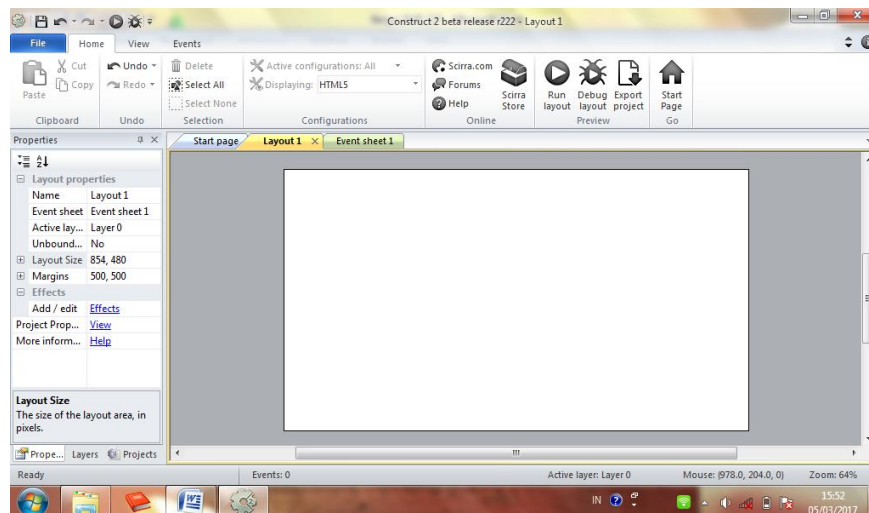 Construct 2 beta release r222 - Layout 1
File Home View Events
Paste
Cut
Copy
Clipboard
Undo
Redo
Undo
Delete
Select All
Select None
Selection
Active configurations: All
Displaying: HTML5
Configurations
Scirra.com
Forums
Help
Scirra Store
Online
Run layout
Debug layout
Export project
Preview
Start Page
Go
Properties
Start page Layout 1 Event sheet 1
Layout properties
Name Layout 1
Event sheet Event sheet 1
Active lay... Layer 0
Unbound... No
Layout Size 854, 480
Margins 500, 500
Effects
Add / edit Effects
Project Prop... View
More inform... Help
Layout Size
The size of the layout area, in
pixels.
Prope... Layers Projects
Ready Events: 0 Active layer: Layer 0 Mouse: (978.0, 204.0, 0) Zoom: 64%
IN 15:52
05/03/2017